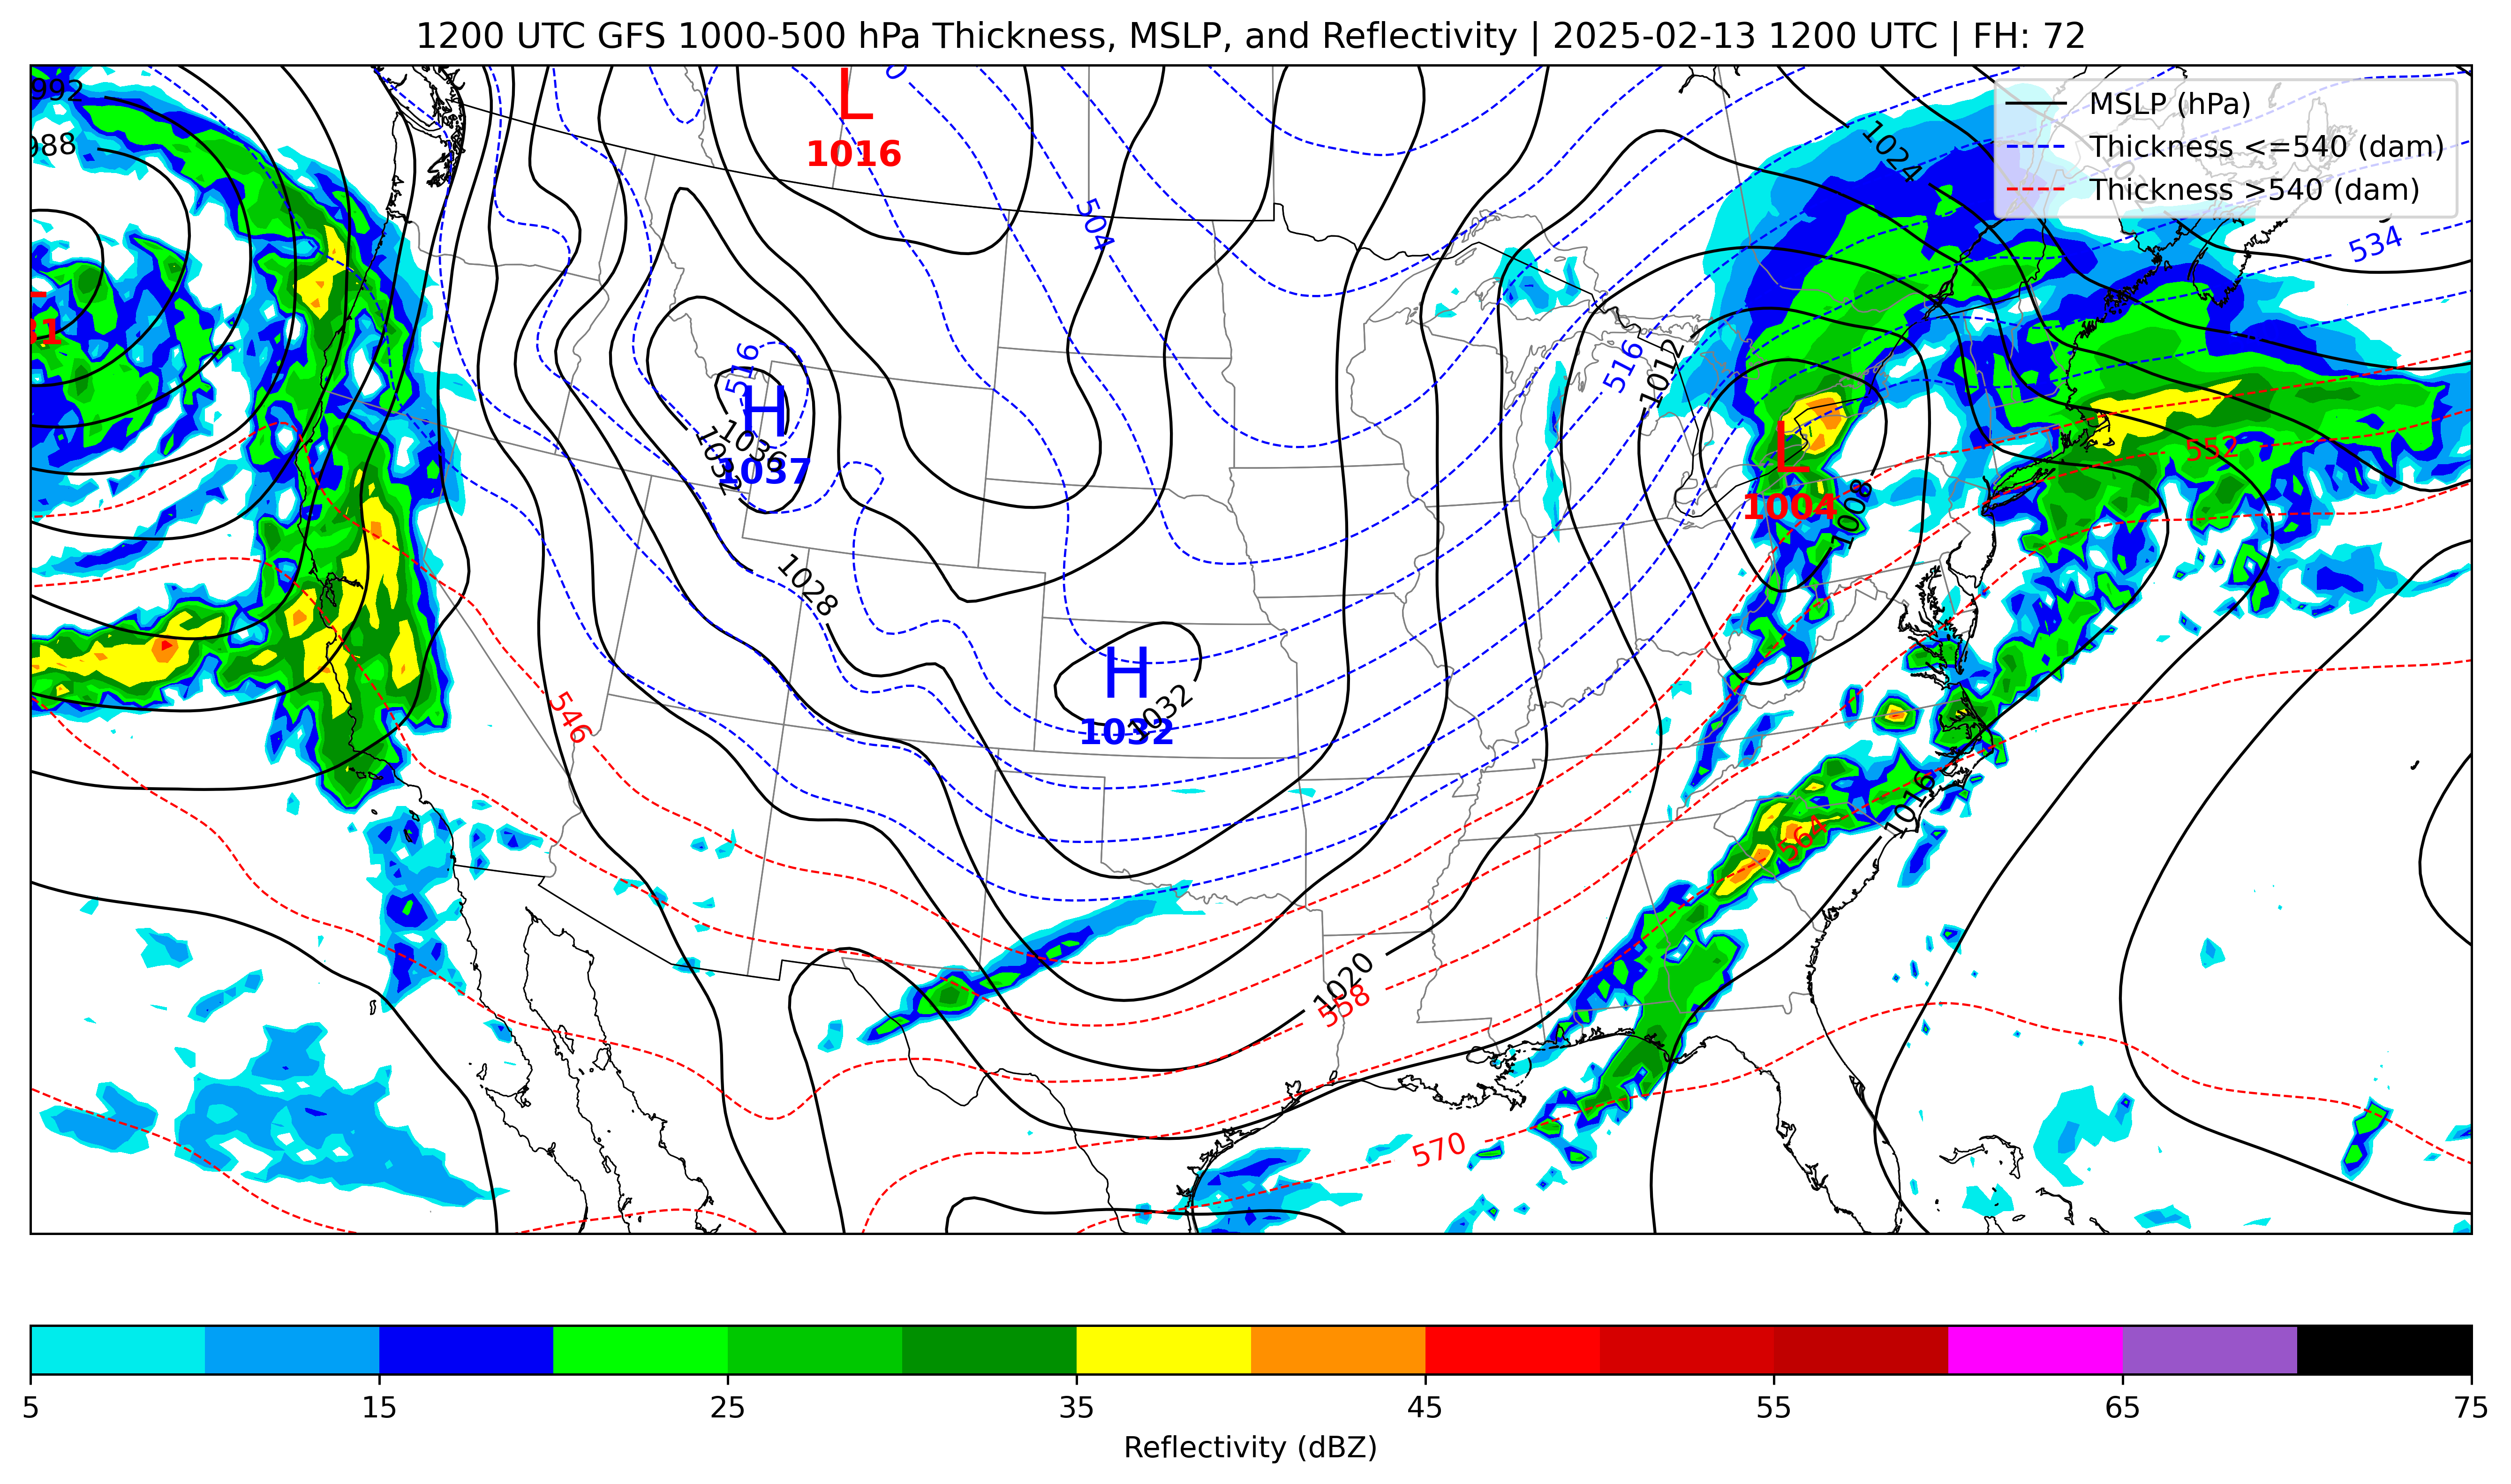 1200 UTC GFS 1000-500 hPa Thickness, MSLP, and Reflectivity | 2025-02-13 1200 UTC | FH: 72
MSLP (hPa)
Thickness <=540 (dam)
Thickness >540 (dam)
992
988
L
1016
504
1024
534
516
1012
516
H
1036
1032
1037
L
1004
1008
552
1028
H
1032
1032
546
1016
564
1020
558
570
5 15 25 35 45 55 65 75
Reflectivity (dBZ)